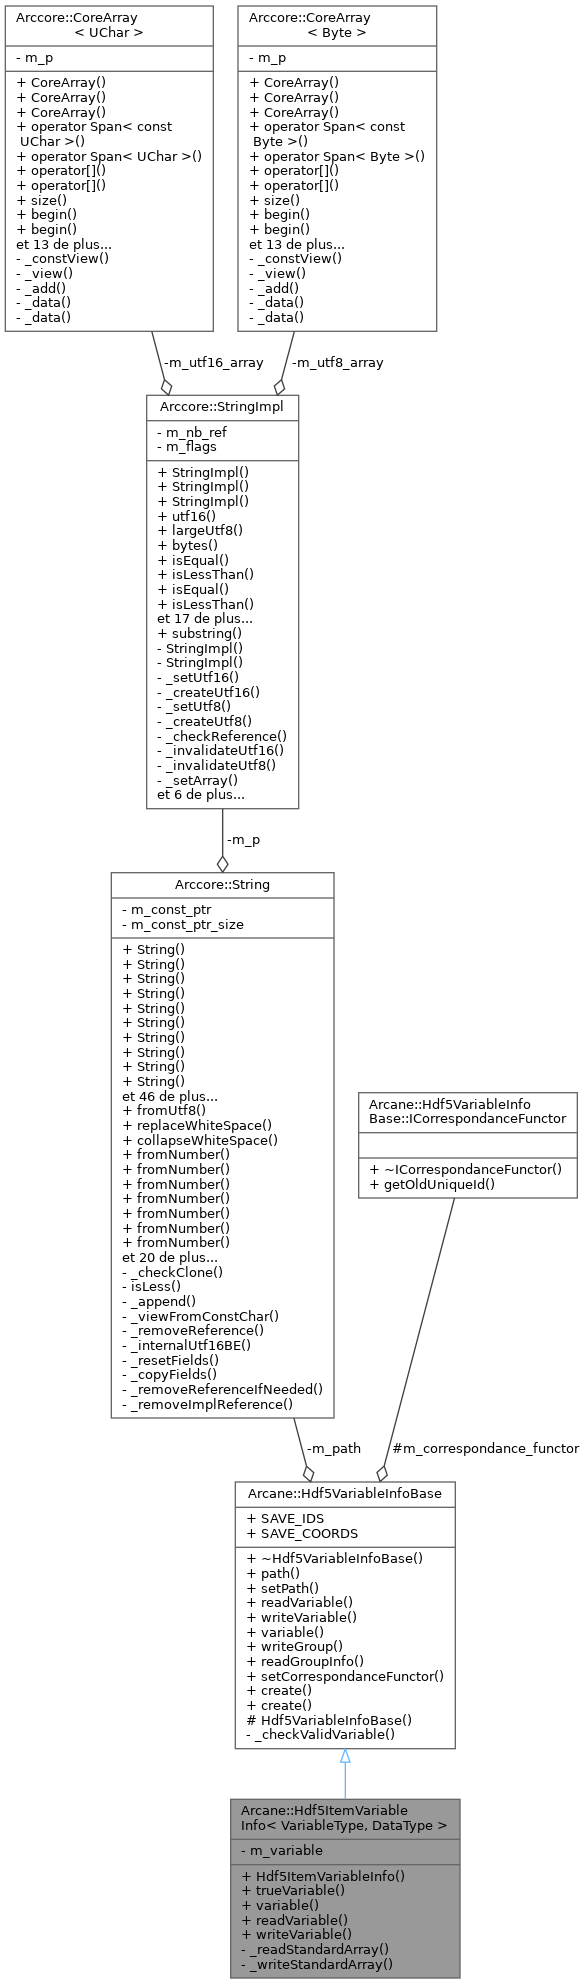 Arccore::CoreArray
< UChar >
- m_p
+ CoreArray()
+ CoreArray()
+ CoreArray()
+ operator Span< const
UChar >()
+ operator Span< UChar >()
+ operator[]()
+ operator[]()
+ size()
+ begin()
+ begin()
et 13 de plus...
- _constView()
- _view()
- _add()
- _data()
- _data()
Arccore::CoreArray
< Byte >
- m_p
+ CoreArray()
+ CoreArray()
+ CoreArray()
+ operator Span< const
Byte >()
+ operator Span< Byte >()
+ operator[]()
+ operator[]()
+ size()
+ begin()
+ begin()
et 13 de plus...
- _constView()
- _view()
- _add()
- _data()
- _data()
-m_utf16_array
-m_utf8_array
Arccore::StringImpl
- m_nb_ref
- m_flags
+ StringImpl()
+ StringImpl()
+ StringImpl()
+ utf16()
+ largeUtf8()
+ bytes()
+ isEqual()
+ isLessThan()
+ isEqual()
+ isLessThan()
et 17 de plus...
+ substring()
- StringImpl()
- StringImpl()
- _setUtf16()
- _createUtf16()
- _setUtf8()
- _createUtf8()
- _checkReference()
- _invalidateUtf16()
- _invalidateUtf8()
- _setArray()
et 6 de plus...
-m_p
Arccore::String
- m_const_ptr
- m_const_ptr_size
+ String()
+ String()
+ String()
+ String()
+ String()
+ String()
+ String()
+ String()
+ String()
+ String()
et 46 de plus...
+ fromUtf8()
+ replaceWhiteSpace()
+ collapseWhiteSpace()
+ fromNumber()
+ fromNumber()
+ fromNumber()
+ fromNumber()
+ fromNumber()
+ fromNumber()
+ fromNumber()
et 20 de plus...
- _checkClone()
- isLess()
- _append()
- _viewFromConstChar()
- _removeReference()
- _internalUtf16BE()
- _resetFields()
- _copyFields()
- _removeReferenceIfNeeded()
- _removeImplReference()
Arcane::Hdf5VariableInfo
Base::ICorrespondanceFunctor
+ ~ICorrespondanceFunctor()
+ getOldUniqueId()
-m_path
#m_correspondance_functor
Arcane::Hdf5VariableInfoBase
+ SAVE_IDS
+ SAVE_COORDS
+ ~Hdf5VariableInfoBase()
+ path()
+ setPath()
+ readVariable()
+ writeVariable()
+ variable()
+ writeGroup()
+ readGroupInfo()
+ setCorrespondanceFunctor()
+ create()
+ create()
# Hdf5VariableInfoBase()
- _checkValidVariable()
Arcane::Hdf5ItemVariable
Info< VariableType, DataType >
- m_variable
+ Hdf5ItemVariableInfo()
+ trueVariable()
+ variable()
+ readVariable()
+ writeVariable()
- _readStandardArray()
- _writeStandardArray()